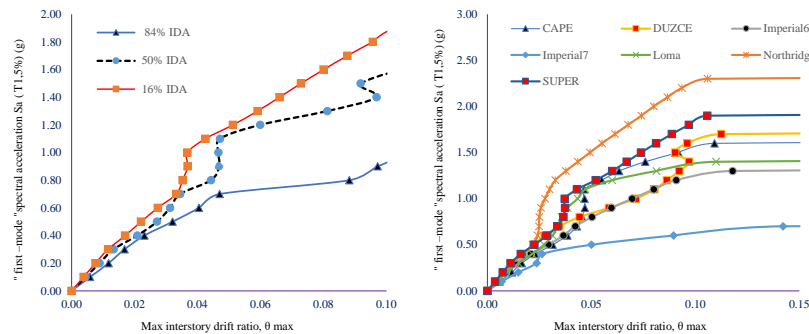 " first –mode "spectral acceleration Sa ( T1,5%) (g)
2.00
1.80
1.60
1.40
1.20
1.00
0.80
0.60
0.40
0.20
0.00
84% IDA
50% IDA
16% IDA
0.00 0.02 0.04 0.06 0.08 0.10
Max interstory drift ratio, θ max
" first –mode "spectral acceleration Sa ( T1,5%) (g)
3.00
2.50
2.00
1.50
1.00
0.50
0.00
CAPE DUZCE Imperial6
Imperial7 Loma Northridg
SUPER
0.00 0.05 0.10 0.15
Max interstory drift ratio, θ max